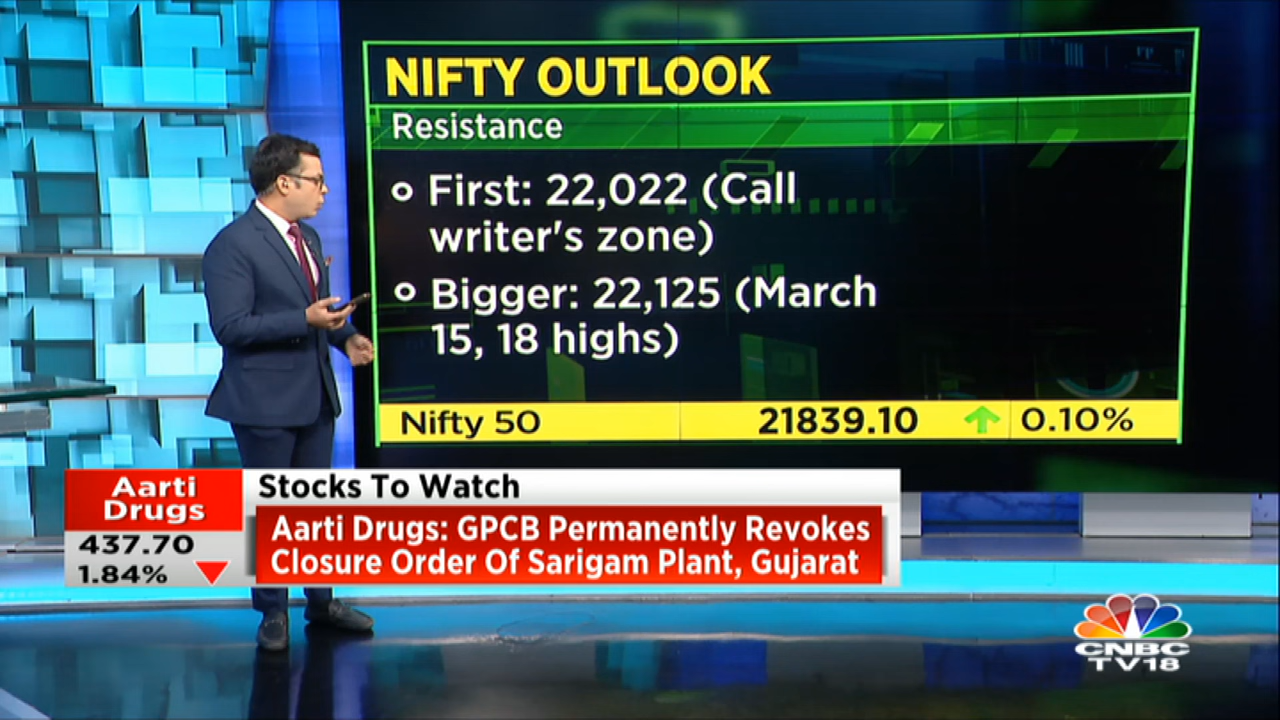 NIFTY OUTLOOK
Resistance
First: 22,022 (Call
writer's zone)
Bigger: 22,125 (March
15, 18 highs)
Nifty 50 21839.10 0.10%
Aarti
Drugs
437.70
1.84%
Stocks To Watch
Aarti Drugs: GPCB Permanently Revokes
Closure Order Of Sarigam Plant, Gujarat
CNBC
TV18